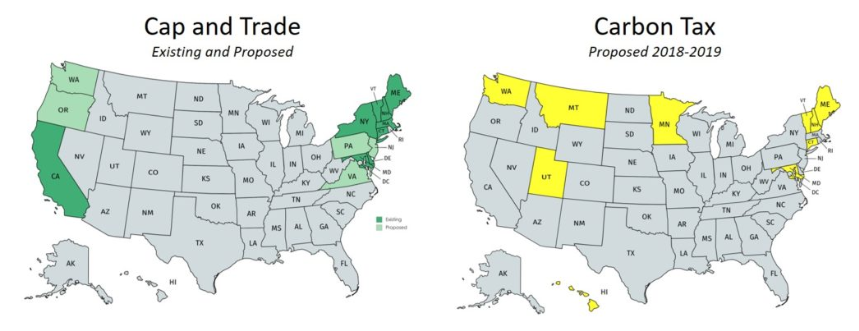 Cap and Trade
Existing and Proposed
WA
OR
CA
NV
ID
MT
WY
UT
CO
AZ
NM
ND
SD
NE
KS
OK
TX
MN
IA
MO
AR
LA
WI
IL
MI
IN
OH
KY
TN
MS
AL
GA
FL
SC
NC
VA
WV
PA
NY
VT
NH
ME
MA
CT
RI
NJ
DE
MD
DC
AK
HI
Existing
Proposed
Carbon Tax
Proposed 2018-2019
WA
OR
CA
NV
ID
MT
WY
UT
CO
AZ
NM
ND
SD
NE
KS
OK
TX
MN
IA
MO
AR
LA
WI
IL
MI
IN
OH
KY
TN
MS
AL
GA
FL
SC
NC
VA
WV
PA
NY
VT
NH
ME
CT
RI
NJ
DE
MD
DC
AK
HI